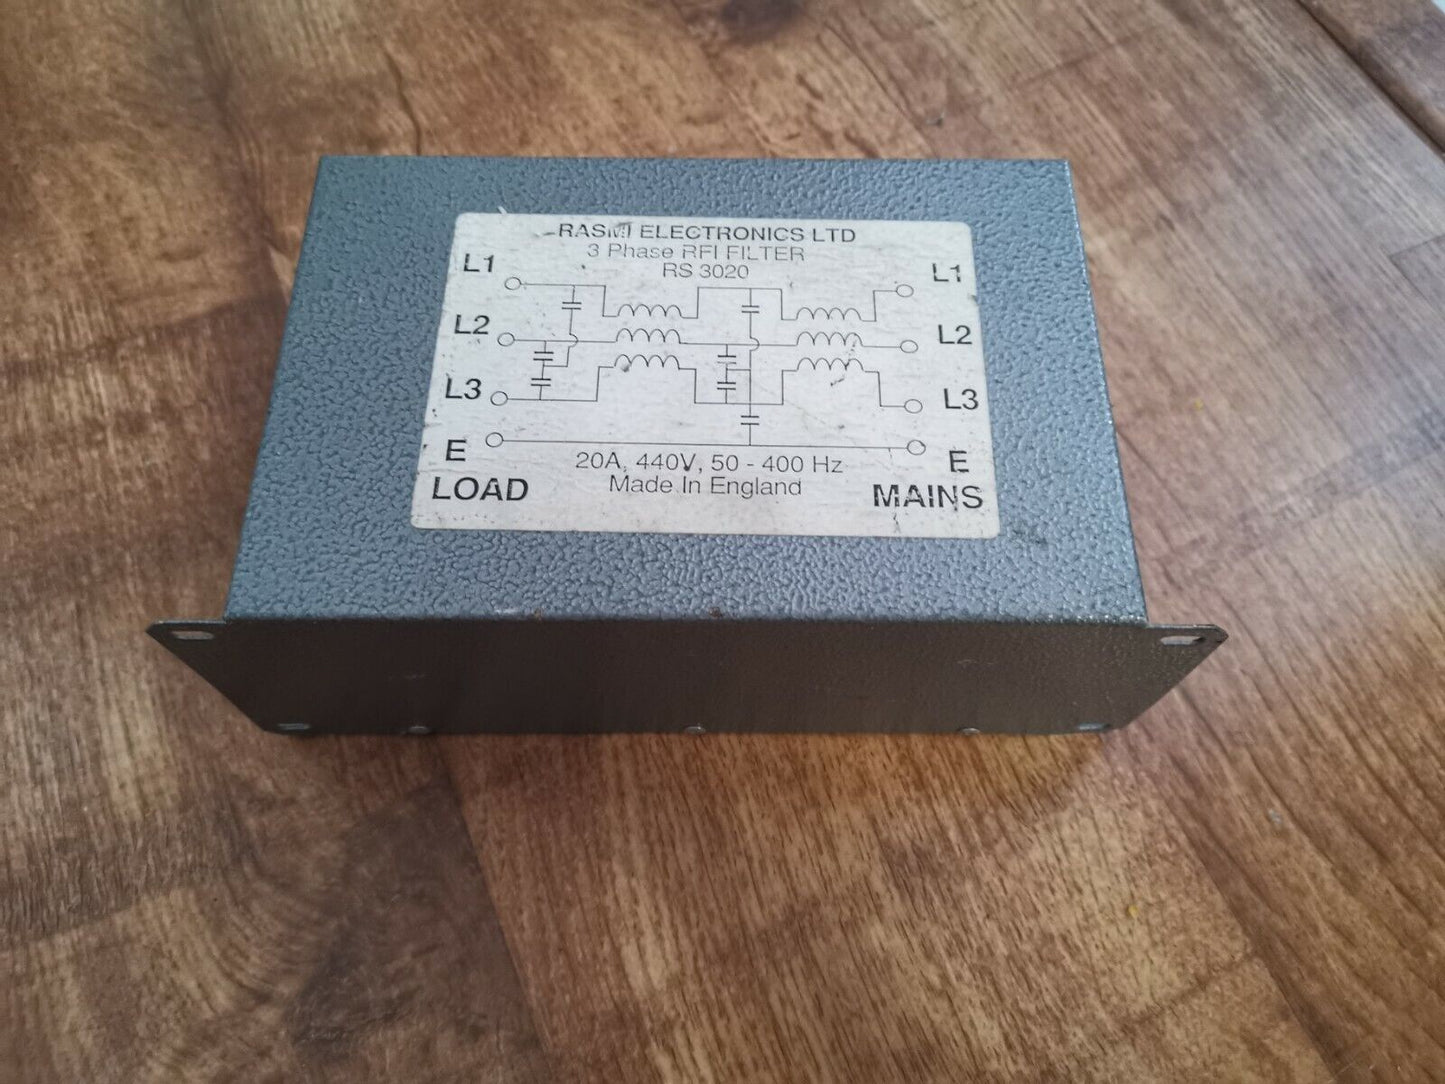 RASMI ELECTRONICS LTD
3 Phase RFI FILTER
RS 3020
L1 L1
L2 L2
L3 L3
E E
20A, 440V, 50 - 400 Hz
Made In England
LOAD MAINS